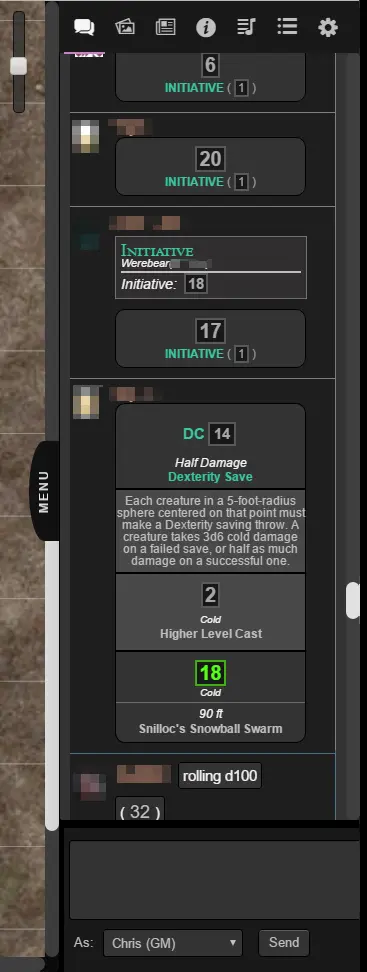 6
INITIATIVE ( 1 )
20
INITIATIVE ( 1 )
INITIATIVE
Werebear
Initiative: 18
17
INITIATIVE ( 1 )
DC 14
Half Damage
Dexterity Save
Each creature in a 5-foot-radius
sphere centered on that point must
make a Dexterity saving throw. A
creature takes 3d6 cold damage
on a failed save, or half as much
damage on a successful one.
2
Cold
Higher Level Cast
18
Cold
90 ft
Snilloc's Snowball Swarm
rolling d100
( 32 )
MENU
As: Chris (GM) Send